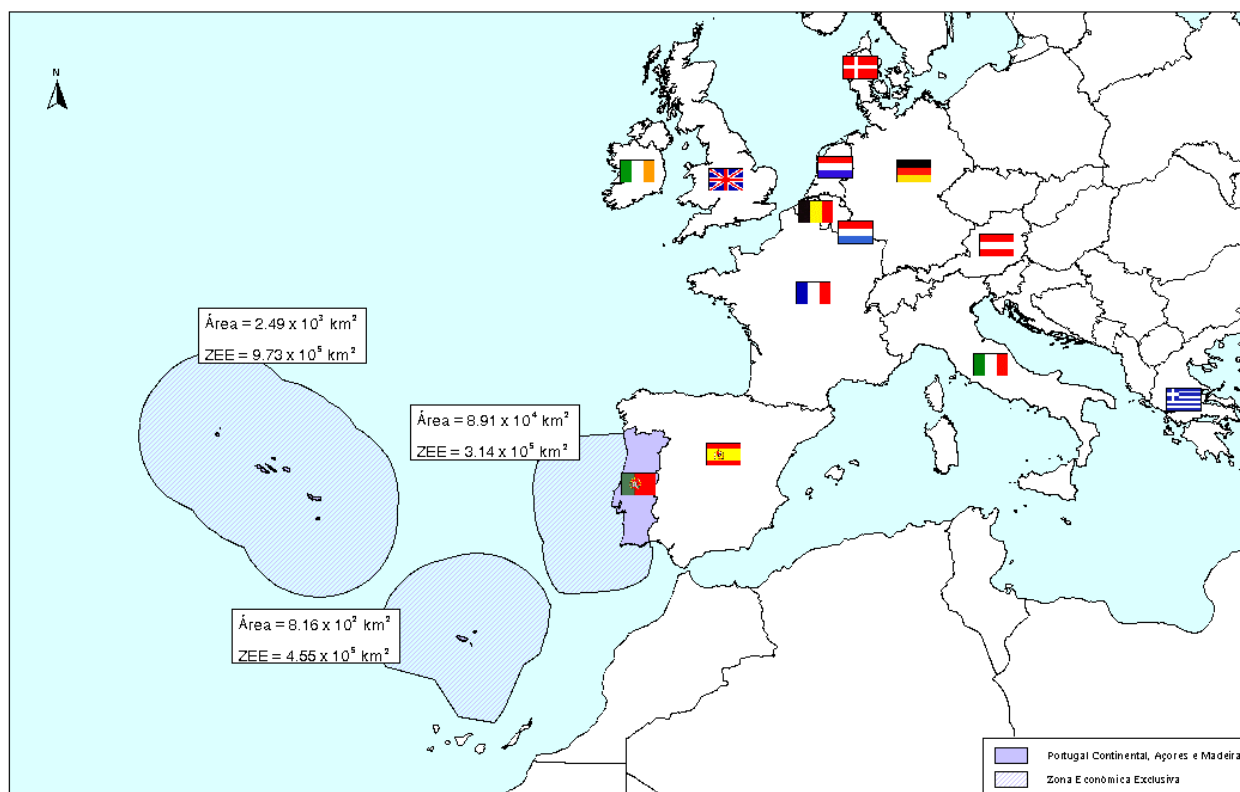 N
Área = 2.49 x 10³ km²
ZEE = 9.73 x 10⁵ km²
Área = 8.91 x 10⁴ km²
ZEE = 3.14 x 10⁵ km²
Área = 8.16 x 10² km²
ZEE = 4.55 x 10⁵ km²
Portugal Continental, Açores e Madeira
Zona Económica Exclusiva